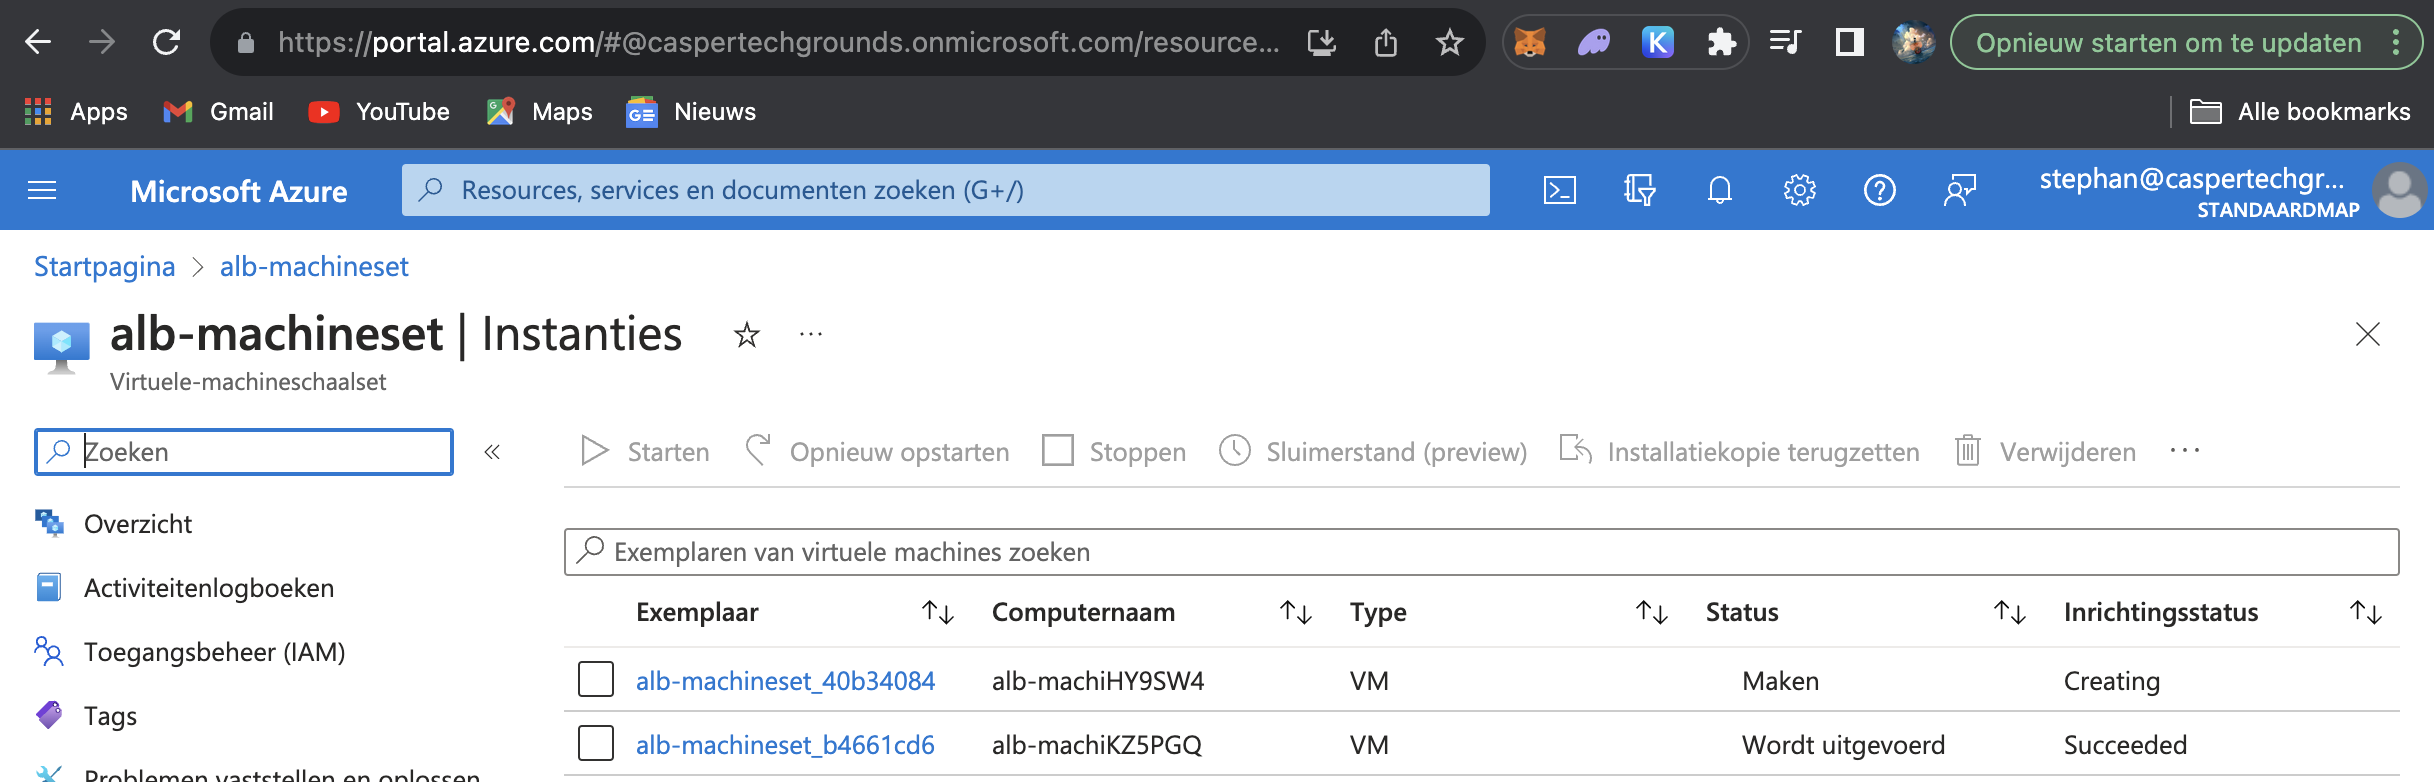 https://portal.azure.com/#@caspertechgrounds.onmicrosoft.com/resource...
Opnieuw starten om te updaten
Apps
Gmail
YouTube
Maps
Nieuws
Alle bookmarks
Microsoft Azure
Resources, services en documenten zoeken (G+/)
stephan@caspertechgr...
STANDAARDMAP
Startpagina > alb-machineset
alb-machineset | Instanties
Virtuele-machineschaalset
Zoeken
Starten
Opnieuw opstarten
Stoppen
Sluimerstand (preview)
Installatiekopie terugzetten
Verwijderen
Overzicht
Activiteitenlogboeken
Toegangsbeheer (IAM)
Tags
Problemen vaststellen en oplossen
Exemplaren van virtuele machines zoeken
Exemplaar Computernaam Type Status Inrichtingsstatus
alb-machineset_40b34084 alb-machiHY9SW4 VM Maken Creating
alb-machineset_b4661cd6 alb-machiKZ5PGQ VM Wordt uitgevoerd Succeeded